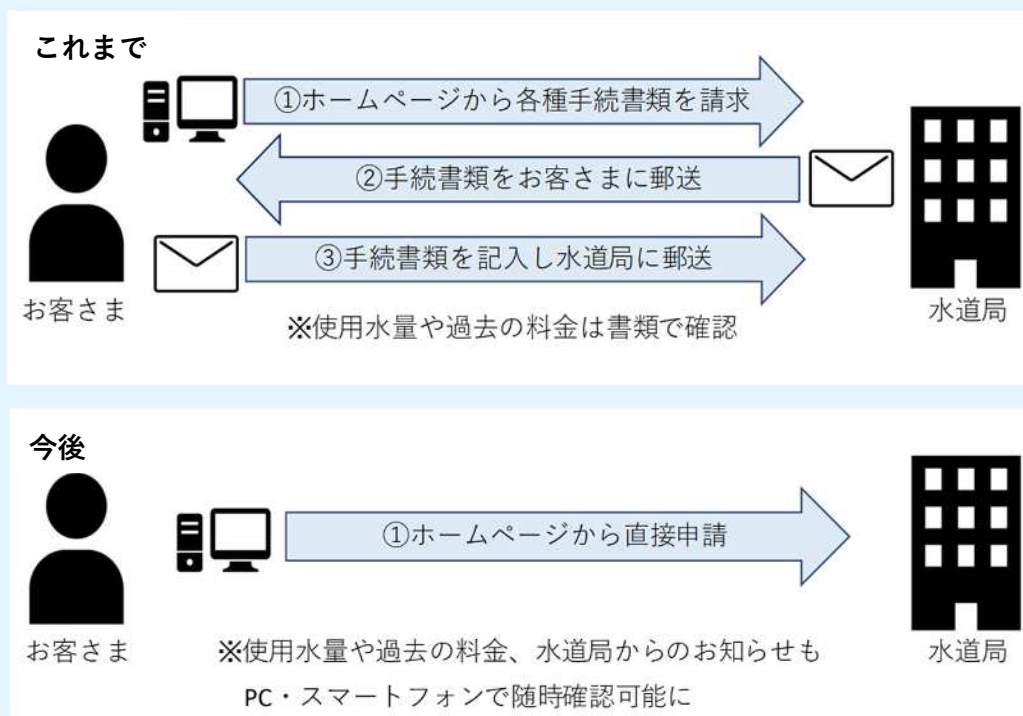 これまで
①ホームページから各種手続書類を請求
②手続書類をお客さまに郵送
③手続書類を記入し水道局に郵送
お客さま
水道局
※使用水量や過去の料金は書類で確認
今後
①ホームページから直接申請
お客さま
水道局
※使用水量や過去の料金、水道局からのお知らせも
PC・スマートフォンで随時確認可能に